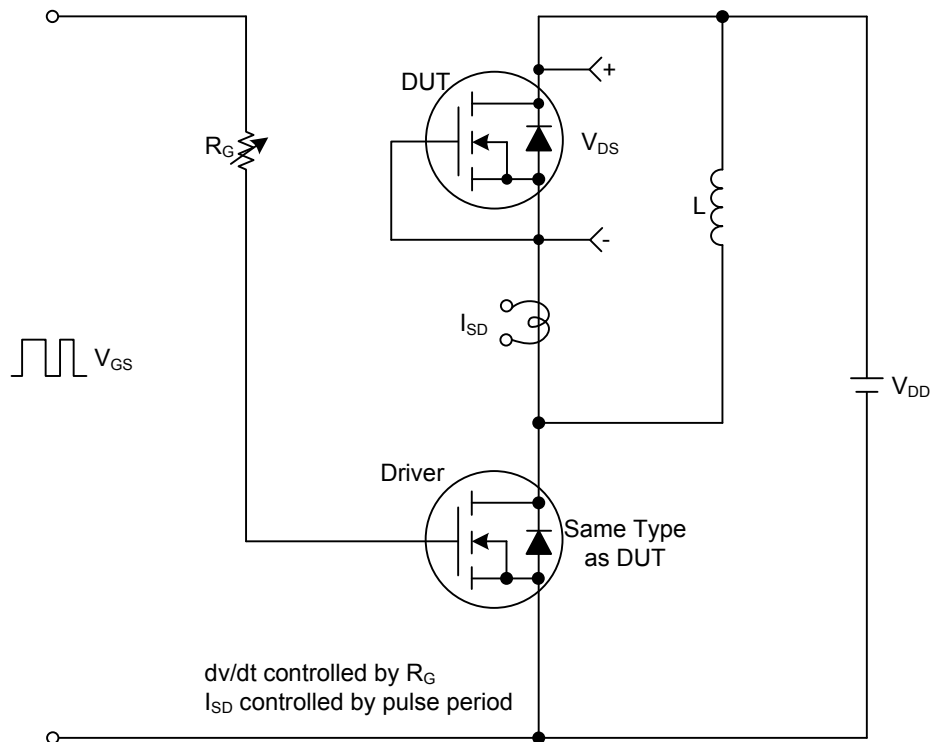 DUT
+
R_G
V_DS
L
-
I_SD
V_GS
V_DD
Driver
Same Type
as DUT
dv/dt controlled by R_G
I_SD controlled by pulse period